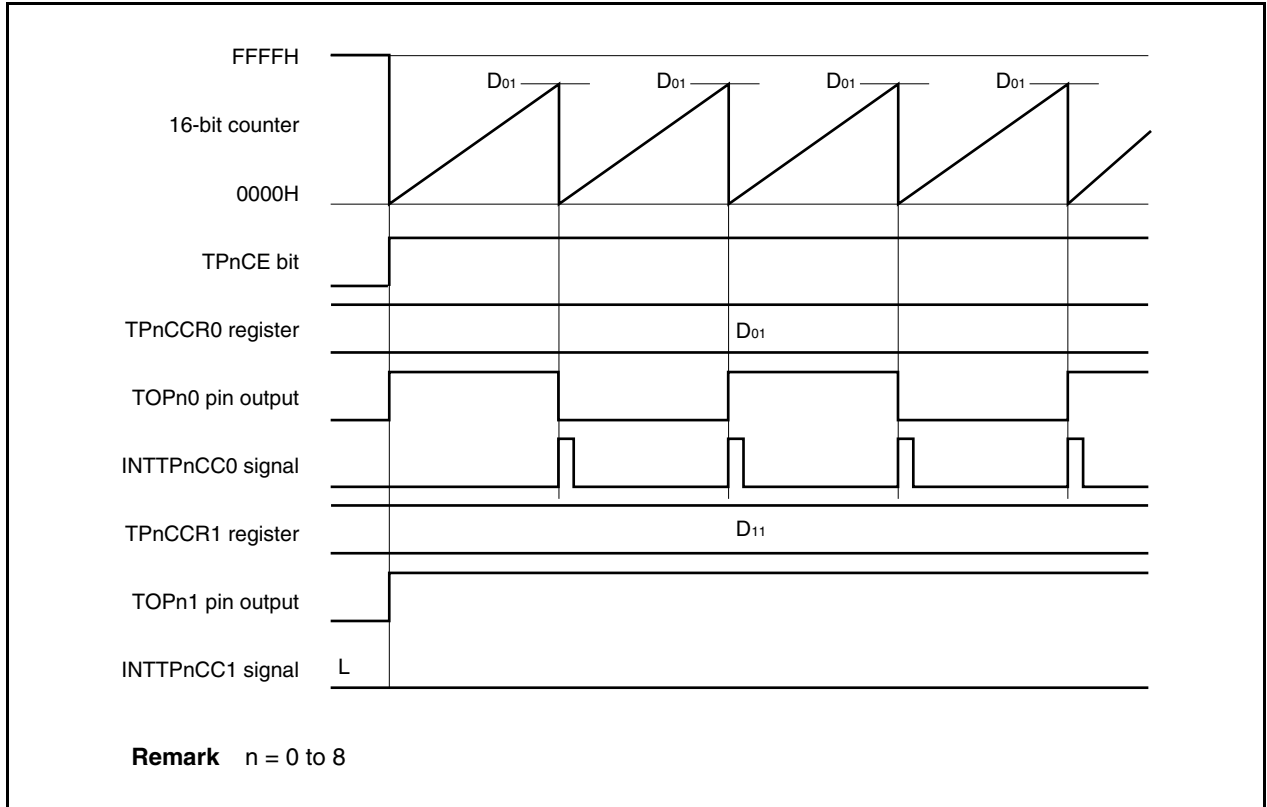 FFFFH
D01 D01 D01 D01
16-bit counter
0000H
TPnCE bit
TPnCCR0 register D01
TOPn0 pin output
INTTPnCC0 signal
TPnCCR1 register D11
TOPn1 pin output
INTTPnCC1 signal L
Remark n = 0 to 8